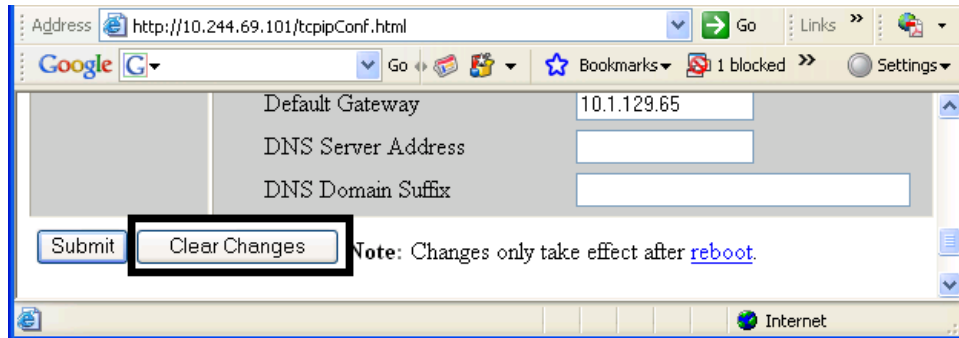 Address http://10.244.69.101/tcpipConf.html Go Links »
Google G Go Bookmarks 1 blocked » Settings
Default Gateway 10.1.129.65
DNS Server Address
DNS Domain Suffix
Submit Clear Changes Note: Changes only take effect after reboot.
Internet